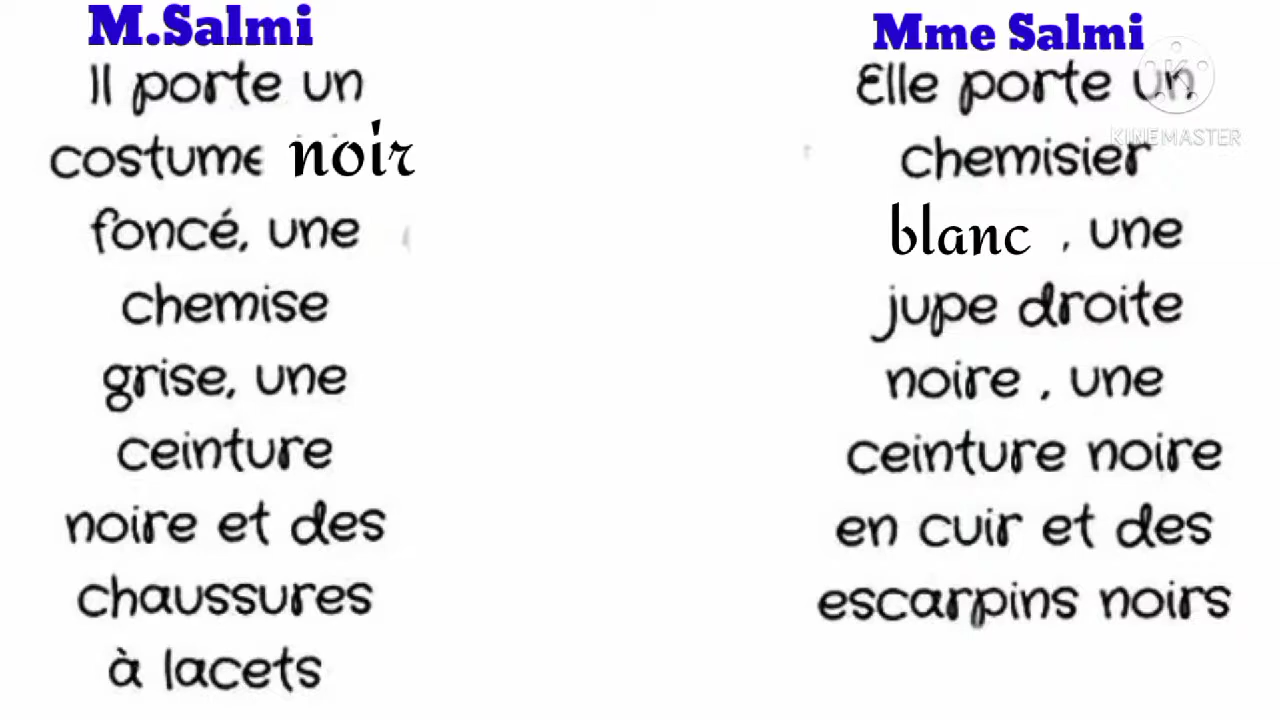 M.Salmi
Il porte un
costume noir
foncé, une
chemise
grise, une
ceinture
noire et des
chaussures
à lacets
Mme Salmi
Elle porte un
chemisier
blanc , une
jupe droite
noire , une
ceinture noire
en cuir et des
escarpins noirs
K
KINEMASTER